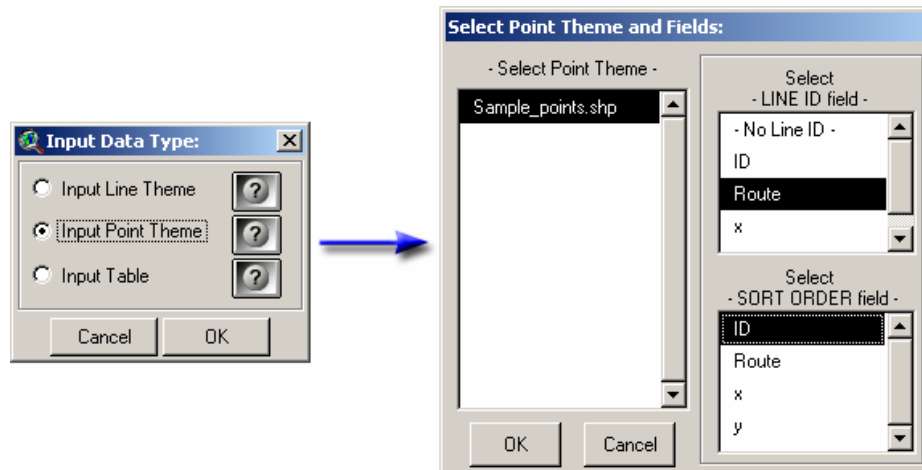 Input Data Type:
Input Line Theme
?
Input Point Theme
?
Input Table
?
Cancel
OK
Select Point Theme and Fields:
- Select Point Theme -
Sample_points.shp
OK
Cancel
Select
- LINE ID field -
- No Line ID -
ID
Route
x
Select
- SORT ORDER field -
ID
Route
x
y